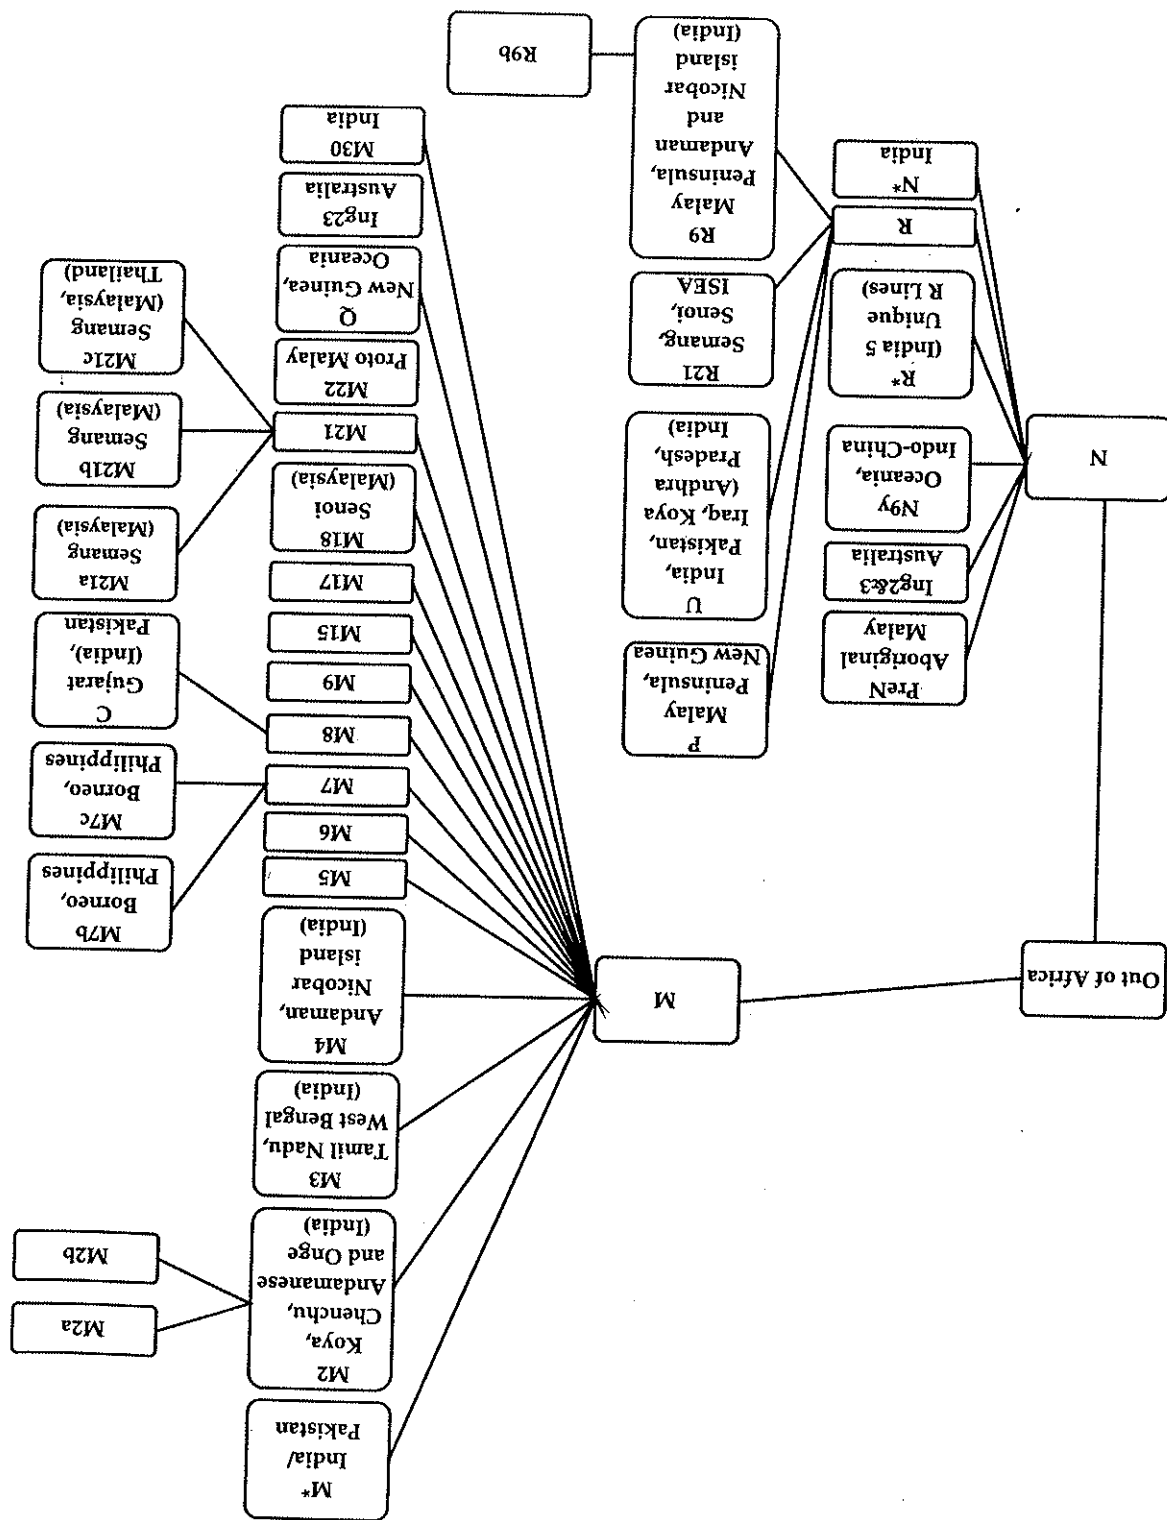 Out of Africa
M
M*
India/
Pakistan
M2
Koya,
Chenchu,
Andamanese
and Onge
(India)
M2a
M2b
M3
Tamil Nadu,
West Bengal
(India)
M4
Andaman,
Nicobar
island
(India)
M5
M6
M7
M7b
Borneo,
Philippines
M7c
Borneo,
Philippines
M8
C
Gujarat
(India),
Pakistan
M9
M15
M17
M18
Senoi
(Malaysia)
M21
M21a
Semang
(Malaysia)
M21b
Semang
(Malaysia)
M21c
Semang
(Malaysia,
Thailand)
M22
Proto Malay
Q
New Guinea,
Oceania
Ing23
Australia
M30
India
N
PreN
Aboriginal
Malay
Ing2&3
Australia
N9y
Oceania,
Indo-China
R*
(India 5
Unique
R Lines)
R
N*
India
P
Malay
Peninsula,
New Guinea
U
India,
Pakistan,
Iraq, Koya
(Andhra
Pradesh,
India)
R21
Semang,
Senoi,
ISEA
R9
Malay
Peninsula,
Andaman
and
Nicobar
island
(India)
R9b